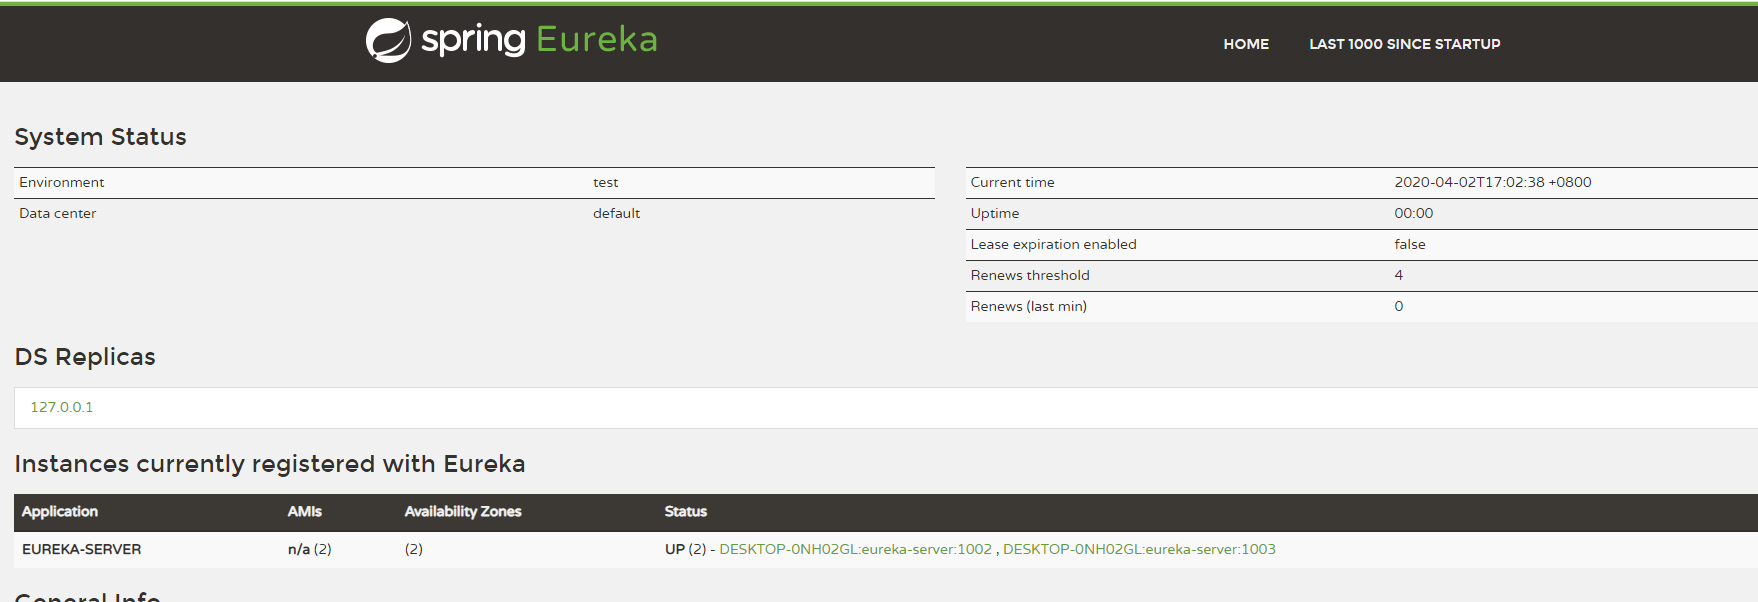 spring Eureka
HOME LAST 1000 SINCE STARTUP
System Status
Environment test
Data center default
Current time 2020-04-02T17:02:38 +0800
Uptime 00:00
Lease expiration enabled false
Renews threshold 4
Renews (last min) 0
DS Replicas
127.0.0.1
Instances currently registered with Eureka
Application AMIs Availability Zones Status
EUREKA-SERVER n/a (2) (2) UP (2) - DESKTOP-0NH02GL:eureka-server:1002 , DESKTOP-0NH02GL:eureka-server:1003
General Info